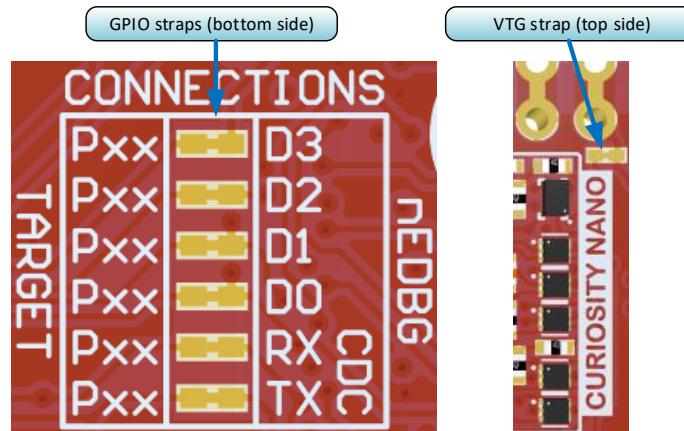 GPIO straps (bottom side)
VTG strap (top side)
CONNECTIONS
Pxx D3
Pxx D2
Pxx D1
Pxx D0
Pxx RX
Pxx TX
TARGET
nEDBG
CDC
CURIOSITY NANO